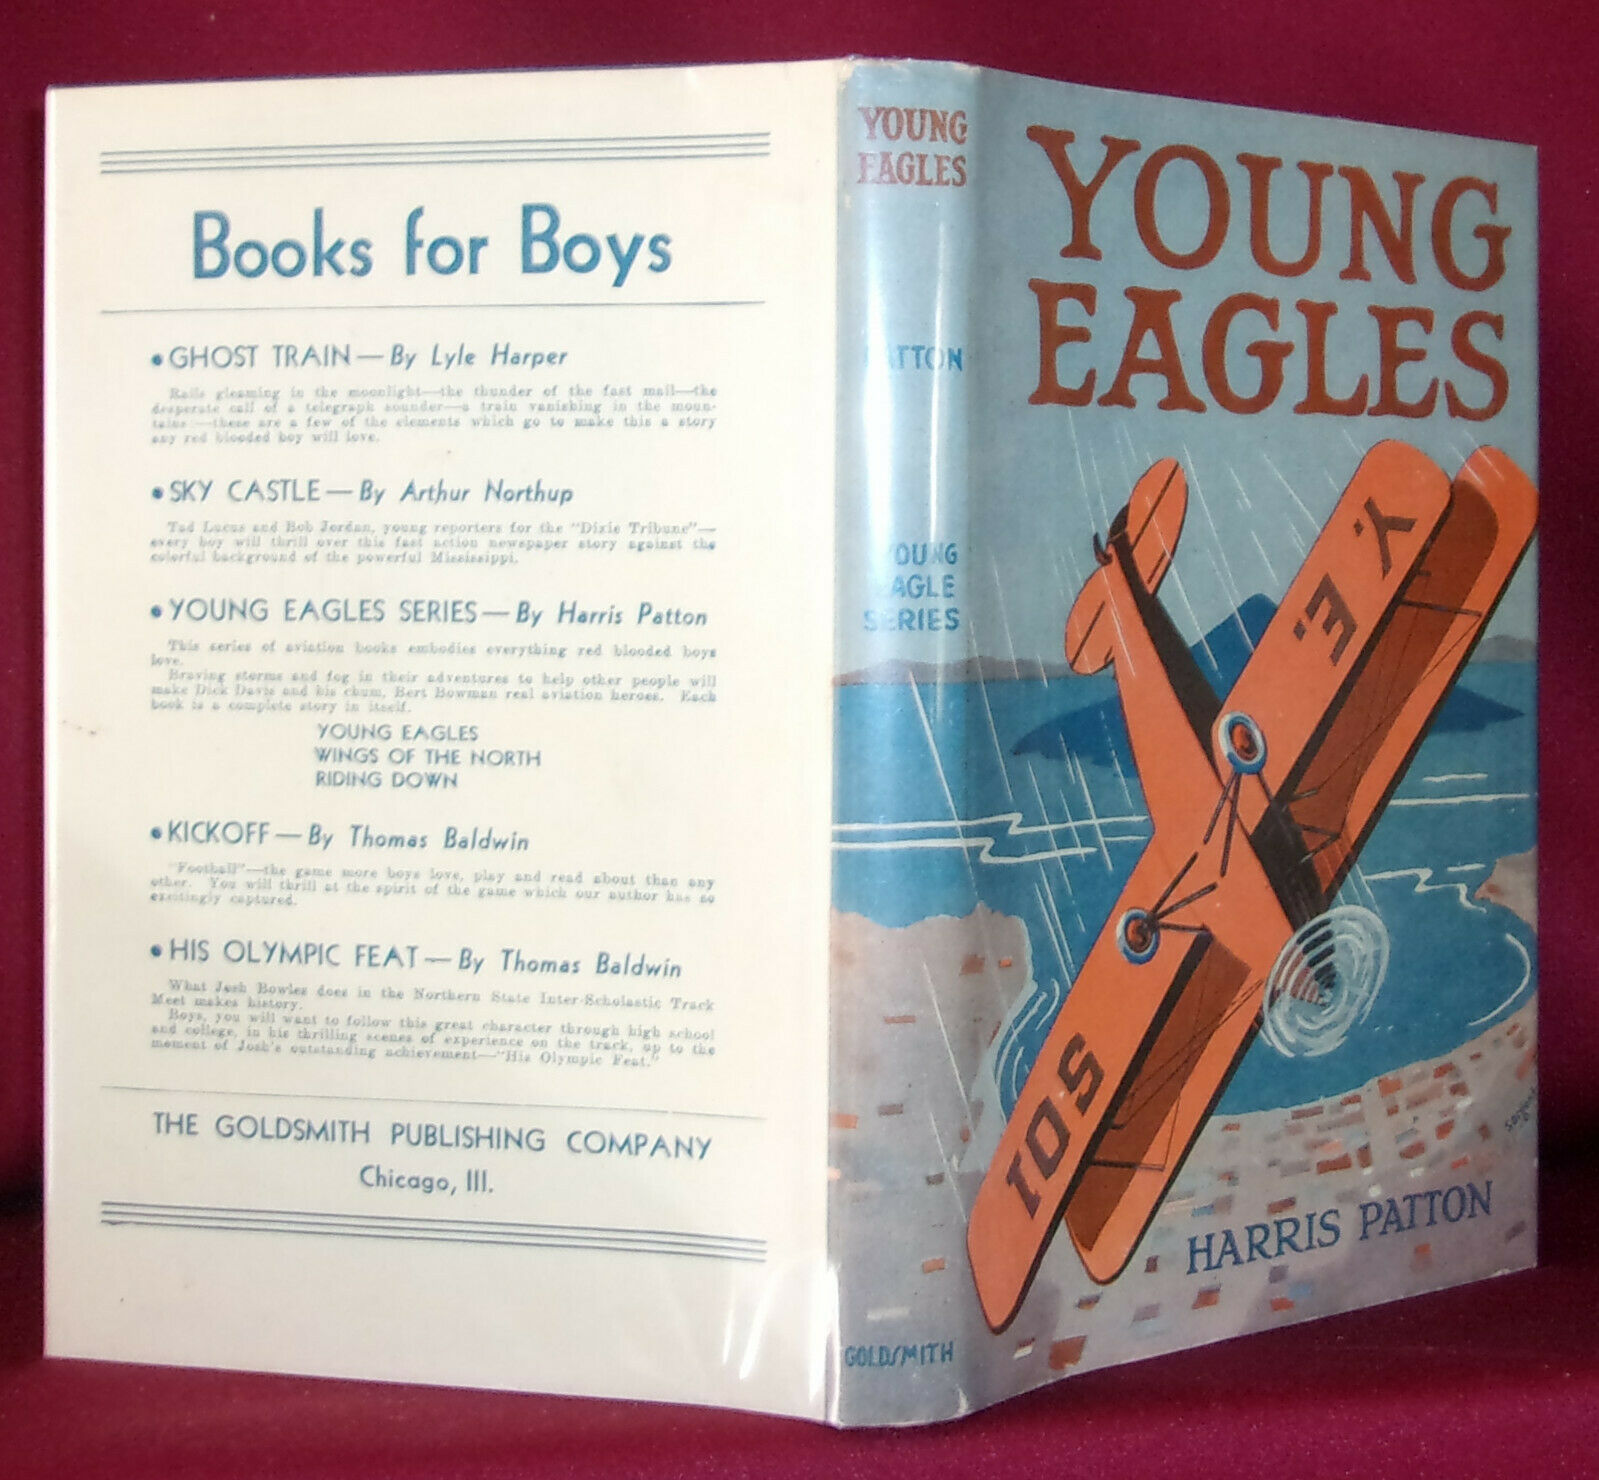 Books for Boys
• GHOST TRAIN — By Lyle Harper
Rails gleaming in the moonlight—the thunder of the fast mail—the
desperate call of a telegraph sounder—a train vanishing in the moun-
tains—these are a few of the elements which go to make this a story
any red blooded boy will love.
• SKY CASTLE — By Arthur Northup
Tad Lucus and Bob Jordan, young reporters for the "Dixie Tribune"—
every boy will thrill over this fast action newspaper story against the
colorful background of the powerful Mississippi.
• YOUNG EAGLES SERIES — By Harris Patton
This series of aviation books embodies everything red blooded boys
love.
Braving storms and fog in their adventures to help other people will
make Dick Davis and his chum, Bert Bowman real aviation heroes. Each
book is a complete story in itself.
YOUNG EAGLES
WINGS OF THE NORTH
RIDING DOWN
• KICKOFF — By Thomas Baldwin
"Football"—the game more boys love, play and read about than any
other. You will thrill at the spirit of the game which our author has so
excitingly captured.
• HIS OLYMPIC FEAT — By Thomas Baldwin
What Josh Bowles does in the Northern State Inter-Scholastic Track
Meet makes history.
Boys, you will want to follow this great character through high school
and college, in his thrilling scenes of experience on the track, up to the
moment of Josh's outstanding achievement—"His Olympic Feat."
THE GOLDSMITH PUBLISHING COMPANY
Chicago, Ill.
YOUNG
EAGLES
PATTON
YOUNG
EAGLE
SERIES
GOLDSMITH
YOUNG
EAGLES
Y.E.
SOI
HARRIS PATTON